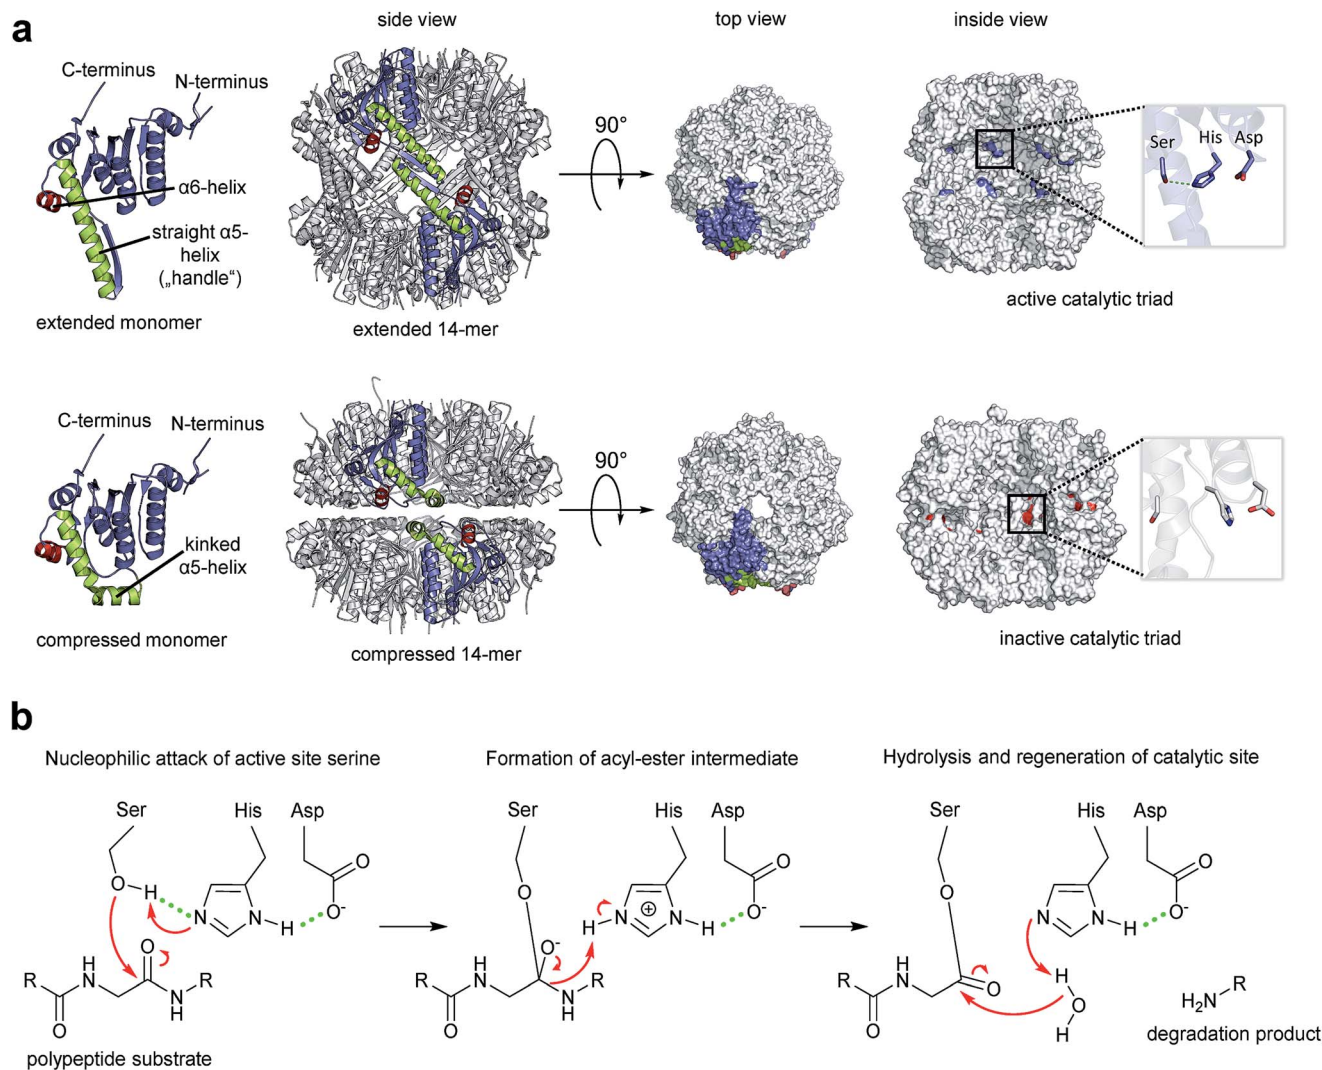 a
side view
top view
inside view
C-terminus
N-terminus
α6-helix
straight α5-
helix
(„handle“)
extended monomer
extended 14-mer
90°
Ser
His
Asp
active catalytic triad
C-terminus
N-terminus
kinked
α5-helix
compressed monomer
compressed 14-mer
90°
inactive catalytic triad
b
Nucleophilic attack of active site serine
Formation of acyl-ester intermediate
Hydrolysis and regeneration of catalytic site
Ser
His
Asp
O
H
N
N
H
O
O-
O
R
H
N
O
N
H
R
polypeptide substrate
Ser
His
Asp
O
H
N
N
H
O
O-
O-
R
H
N
O
N
H
R
Ser
His
Asp
O
N
N
H
O
O-
R
H
N
O
O
H
O
H
H2N
R
degradation product